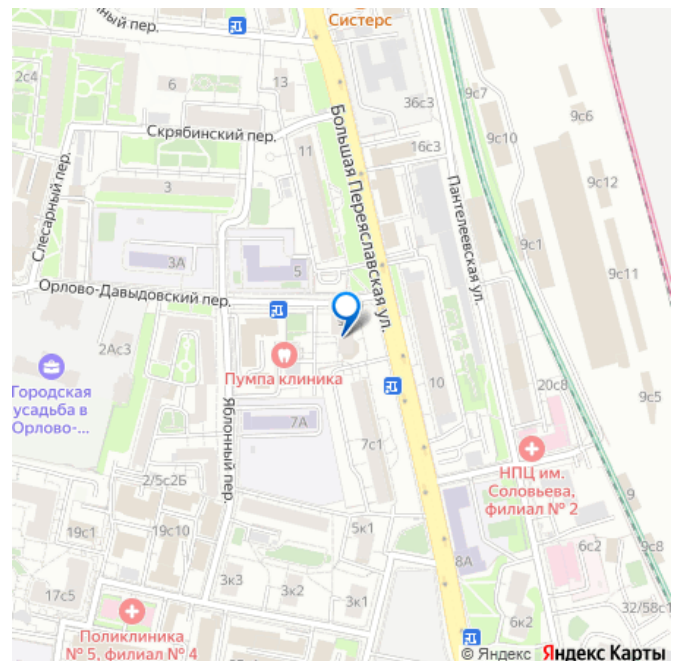 ный пер.
Систерс
2с4
6
13
36с3
9с7
9с6
Скрябинский пер.
Большая Переяславская ул.
11
16с3
9с10
Слесарный пер.
3
Пантелеевская ул.
9с12
3А
5
9с1
9с11
Орлово-Давыдовский пер.
2Ас3
Пумпа клиника
10
20с8
9с5
Городская
усадьба в
Орлово-...
Яблонный пер.
7А
7с1
НПЦ им.
Соловьева,
филиал № 2
2/5с2Б
9
19с1
19с10
5к1
6с2
9с8
8А
17с5
3к3
3к2
3к1
32/58с1
6к2
Поликлиника
№ 5, филиал № 4
© Яндекс Яндекс Карты